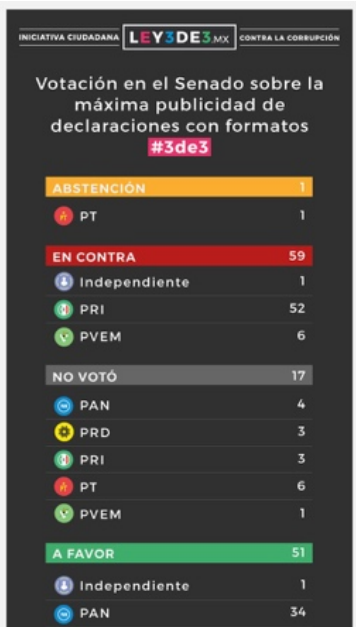 INICIATIVA CIUDADANA LEY3DE3.MX CONTRA LA CORRUPCIÓN
Votación en el Senado sobre la
máxima publicidad de
declaraciones con formatos
#3de3
ABSTENCIÓN 1
PT 1
EN CONTRA 59
Independiente 1
PRI 52
PVEM 6
NO VOTÓ 17
PAN 4
PRD 3
PRI 3
PT 6
PVEM 1
A FAVOR 51
Independiente 1
PAN 34